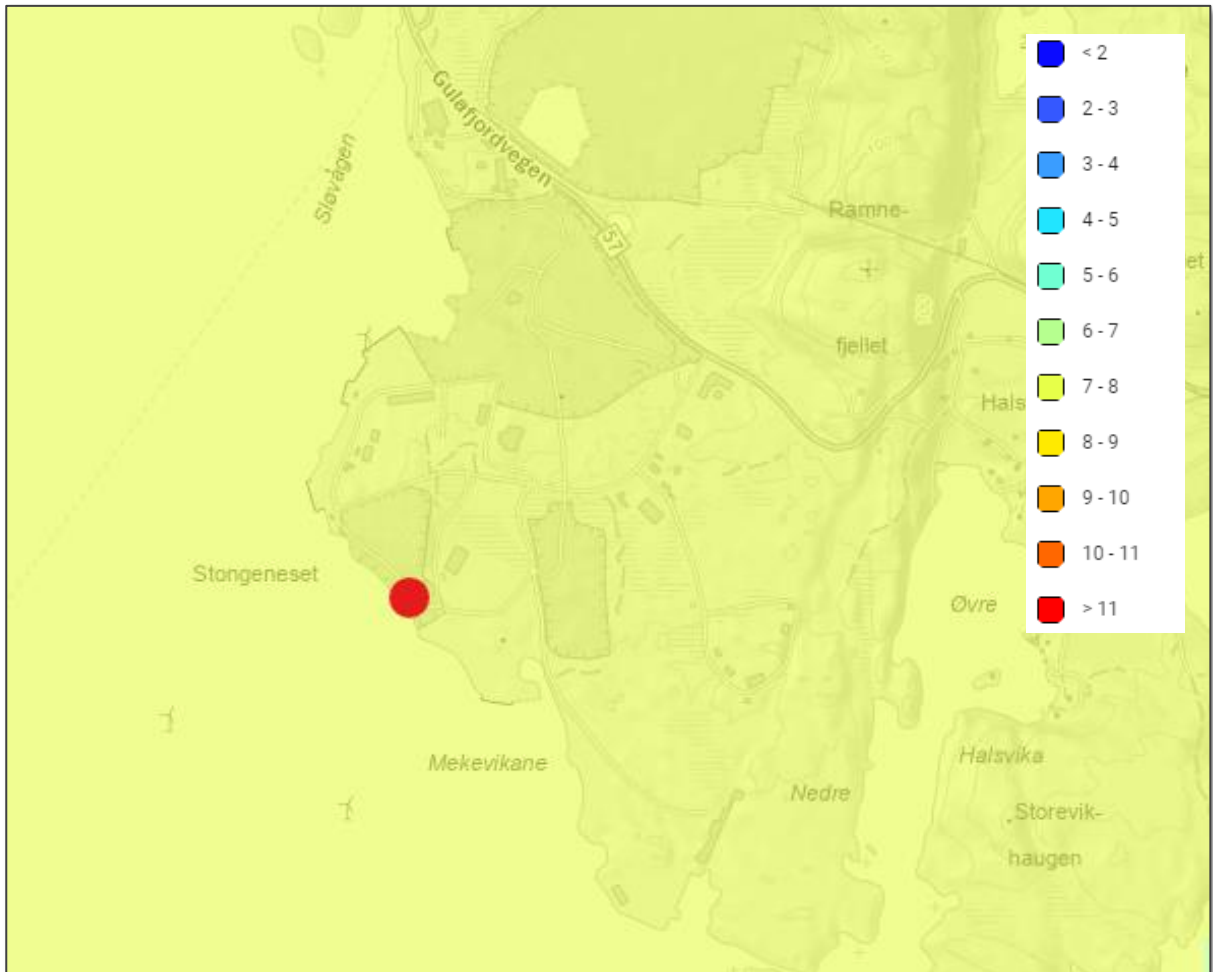 Gulafjordvegen
Sløvågen
57
Ramne-
fjellet
et
Hals
Stongeneset
Øvre
Mekevikane
Nedre
Halsvika
Storevik-
haugen
< 2
2 - 3
3 - 4
4 - 5
5 - 6
6 - 7
7 - 8
8 - 9
9 - 10
10 - 11
> 11